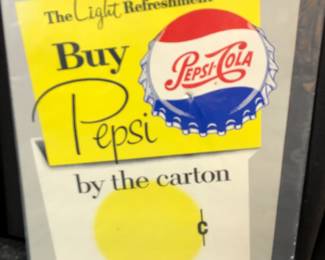 The Light Refreshment
Buy
PEPSI-COLA
Pepsi
by the carton
¢